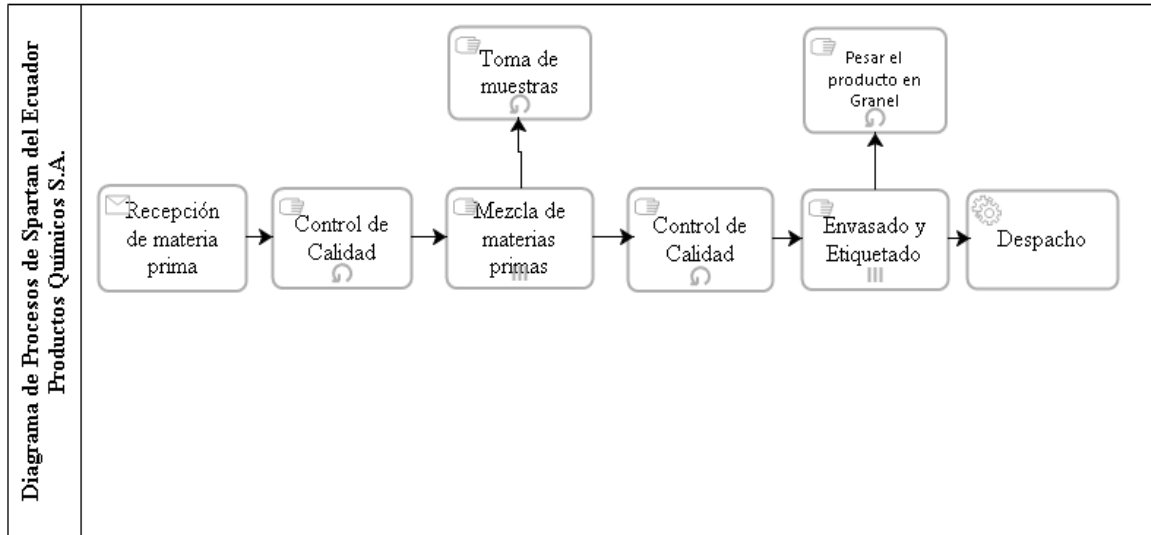 Diagrama de Procesos de Spartan del Ecuador
Productos Químicos S.A.
Toma de
muestras
Pesar el
producto en
Granel
Recepción
de materia
prima
Control de
Calidad
Mezcla de
materias
primas
Control de
Calidad
Envasado y
Etiquetado
Despacho